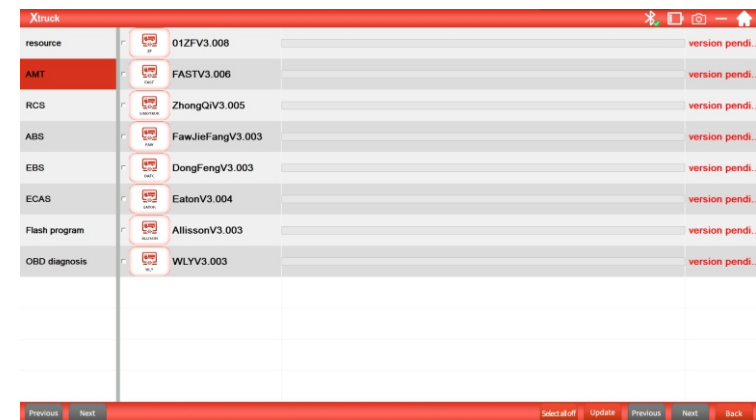 Xtruck
resource
01ZFV3.008
version pendi..
AMT
FASTV3.006
version pendi..
RCS
ZhongQiV3.005
version pendi..
ABS
FawJieFangV3.003
version pendi..
EBS
DongFengV3.003
version pendi..
ECAS
EATON
EatonV3.004
version pendi..
Flash program
AllissonV3.003
version pendi..
OBD diagnosis
WLYV3.003
version pendi..
Previous Next
Select all off Update Previous Next Back